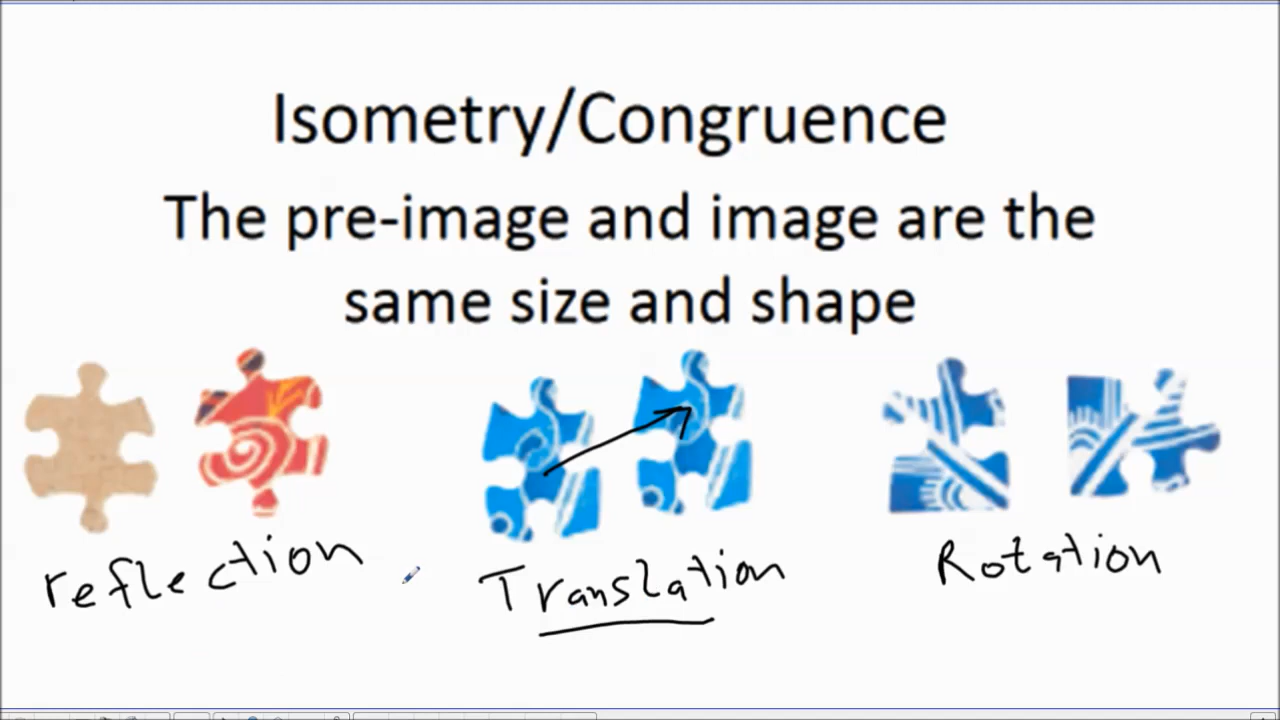 Isometry/Congruence
The pre-image and image are the
same size and shape
reflection
Translation
Rotation